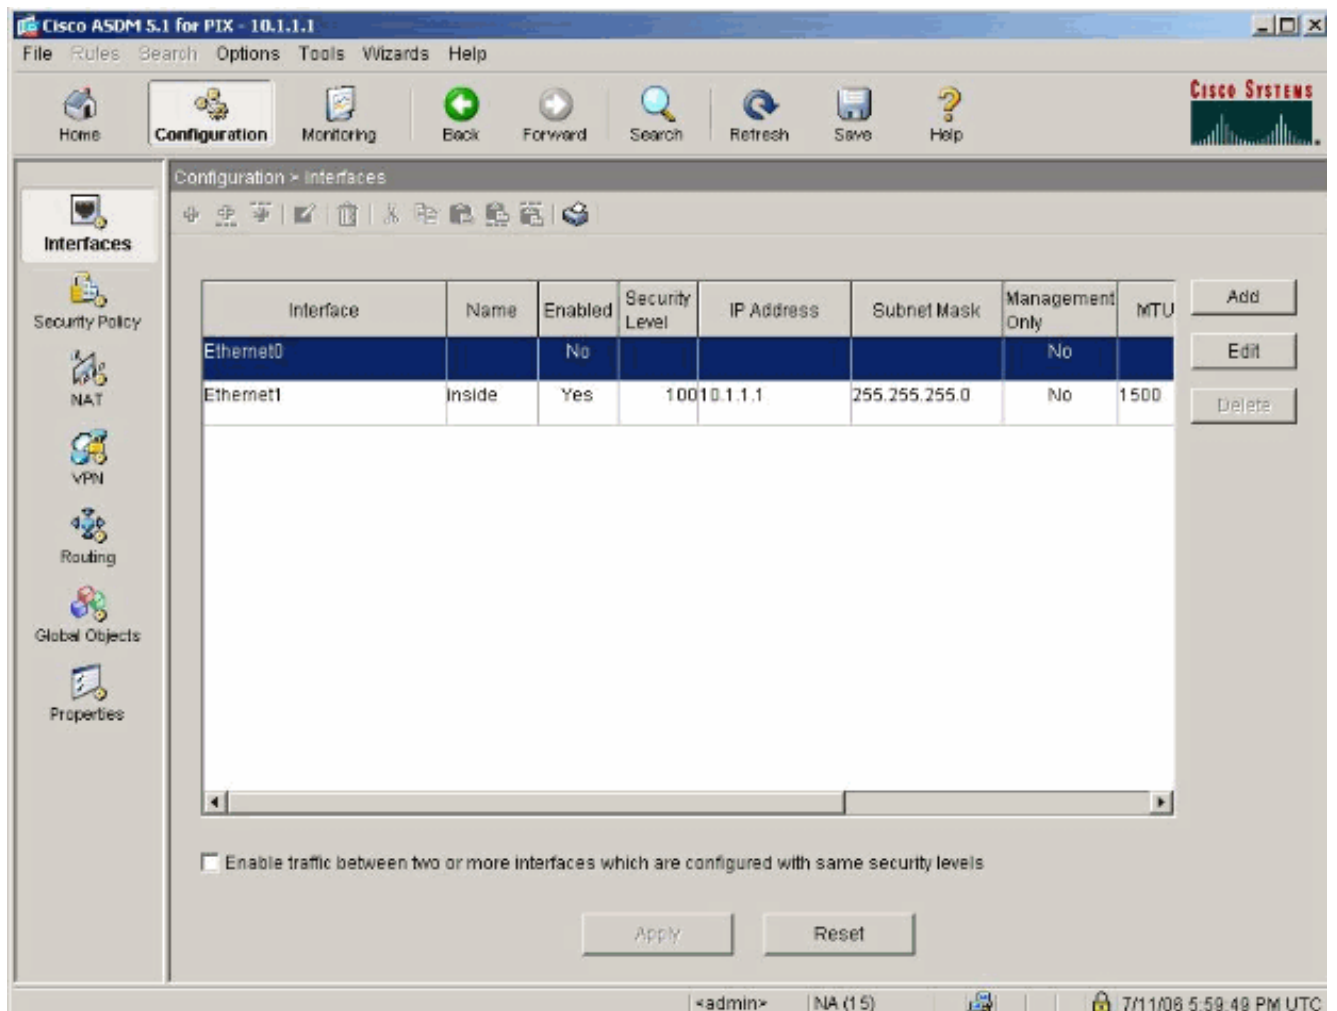 Cisco ASDM 5.1 for PIX - 10.1.1.1
File Rules Search Options Tools Wizards Help
Home Configuration Monitoring Back Forward Search Refresh Save Help
CISCO SYSTEMS
Configuration > Interfaces
Interfaces
Security Policy
NAT
VPN
Routing
Global Objects
Properties
Interface Name Enabled Security Level IP Address Subnet Mask Management Only MTU
Ethernet0 No No
Ethernet1 inside Yes 100 10.1.1.1 255.255.255.0 No 1500
Add
Edit
Delete
Enable traffic between two or more interfaces which are configured with same security levels
Apply Reset
<admin> NA (15) 7/11/06 5:59:49 PM UTC